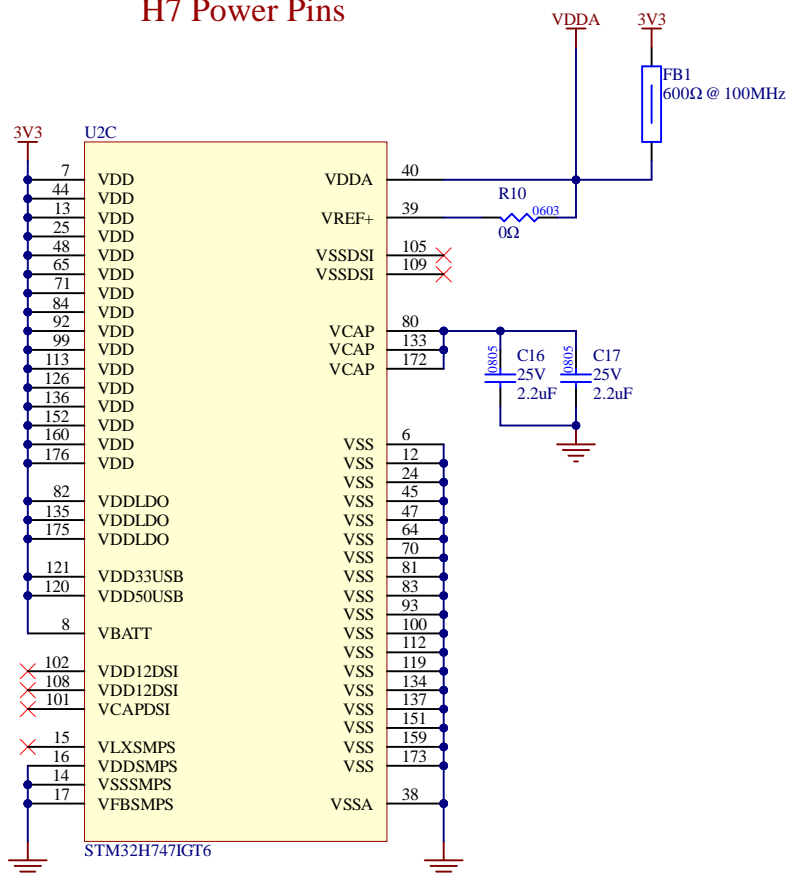 H7 Power Pins
VDDA 3V3
FB1
600Ω @ 100MHz
3V3 U2C
7 VDD VDDA 40
44 VDD
R10
13 VDD VREF+ 39 0603
0Ω
25 VDD
48 VDD VSSDSI 105
65 VDD VSSDSI 109
71 VDD
84 VDD
92 VDD VCAP 80
99 VDD VCAP 133
113 VDD VCAP 172
0805 C16 0805 C17
25V 25V
2.2uF 2.2uF
126 VDD
136 VDD
152 VDD
160 VDD VSS 6
176 VDD VSS 12
VSS 24
82 VDDLDO VSS 45
135 VDDLDO VSS 47
175 VDDLDO VSS 64
VSS 70
121 VDD33USB VSS 81
120 VDD50USB VSS 83
VSS 93
8 VBATT VSS 100
VSS 112
102 VDD12DSI VSS 119
108 VDD12DSI VSS 134
101 VCAPDSI VSS 137
VSS 151
15 VLXSMPS VSS 159
16 VDDSMPS VSS 173
14 VSSSMPS
17 VFBSMPS VSSA 38
STM32H747IGT6